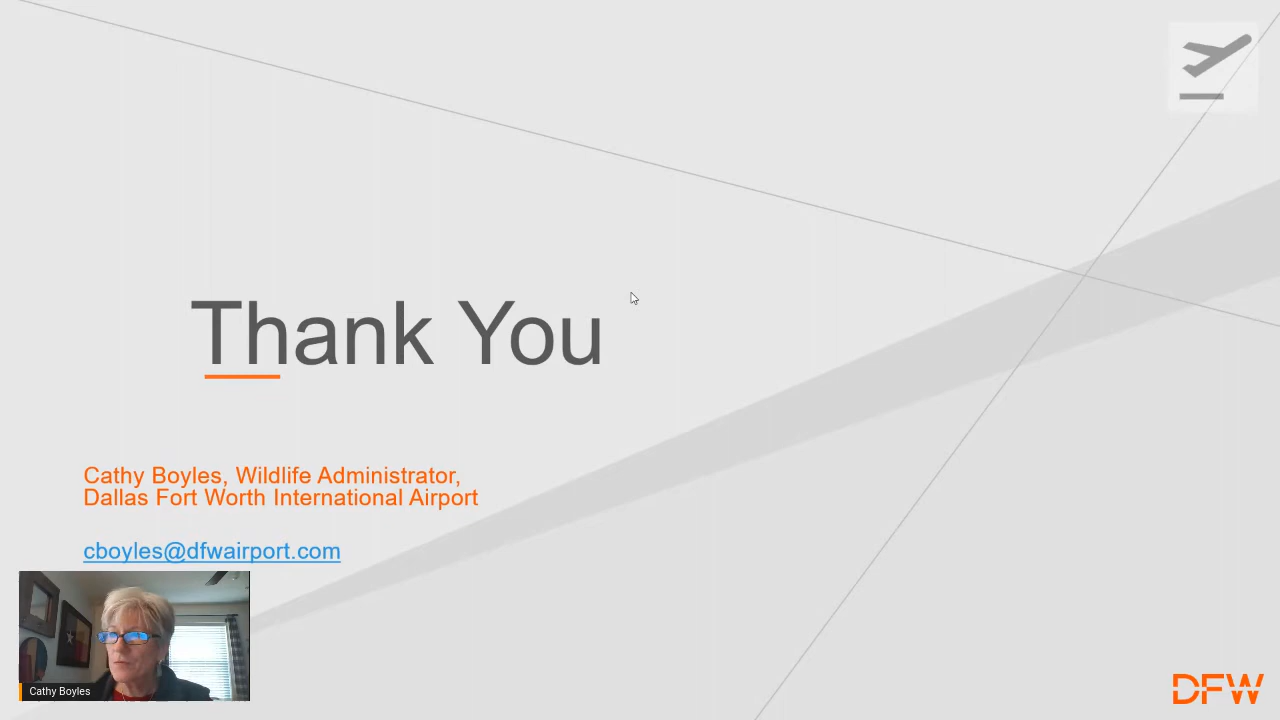 Thank You
Cathy Boyles, Wildlife Administrator,
Dallas Fort Worth International Airport
cboyles@dfwairport.com
Cathy Boyles
DFW